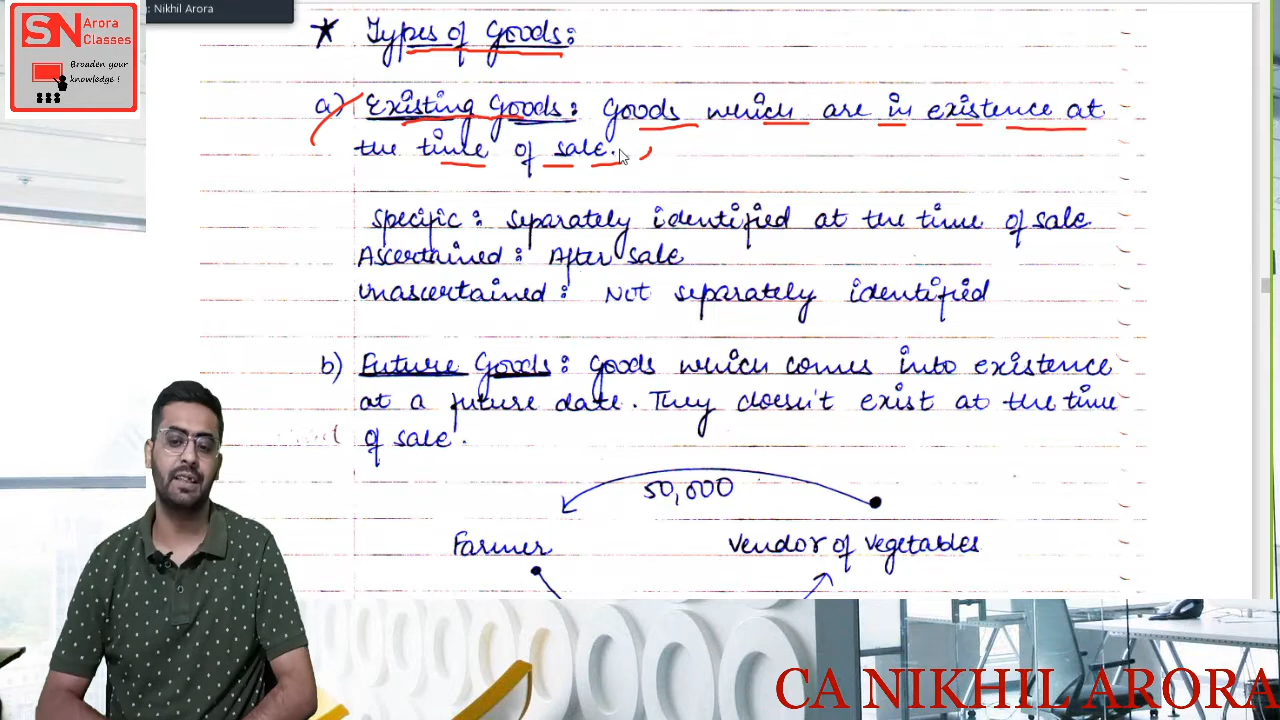 : Nikhil Arora
SN Arora Classes
Broaden your knowledge !
★ Types of Goods:
a) Existing Goods: Goods which are in existence at
the time of sale.
Specific: separately identified at the time of sale
Ascertained: After sale
Unascertained: Not separately identified
b) Future Goods: Goods which comes into existence
at a future date. They doesn't exist at the time
of sale.
50,000
Farmer Vendor of vegetables
CA NIKHIL ARORA